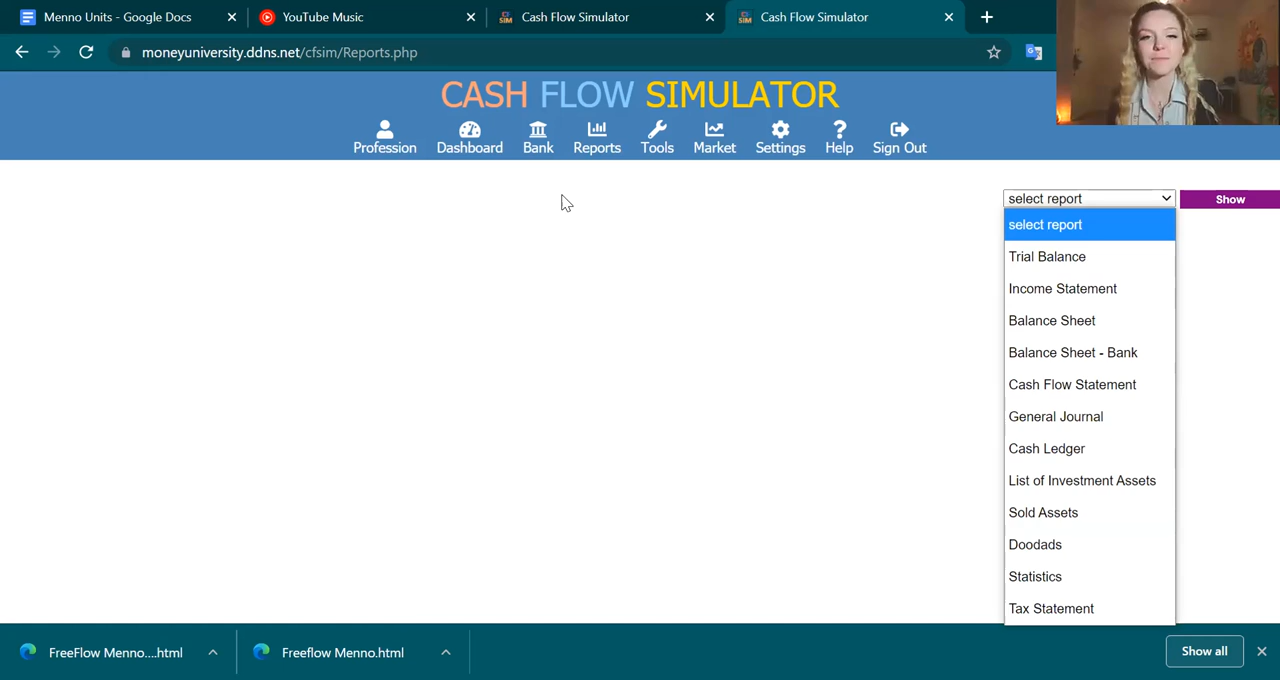 Menno Units - Google Docs
YouTube Music
Cash Flow Simulator
Cash Flow Simulator
moneyuniversity.ddns.net/cfsim/Reports.php
CASH FLOW SIMULATOR
Profession Dashboard Bank Reports Tools Market Settings Help Sign Out
select report
Show
select report
Trial Balance
Income Statement
Balance Sheet
Balance Sheet - Bank
Cash Flow Statement
General Journal
Cash Ledger
List of Investment Assets
Sold Assets
Doodads
Statistics
Tax Statement
FreeFlow Menno....html
Freeflow Menno.html
Show all